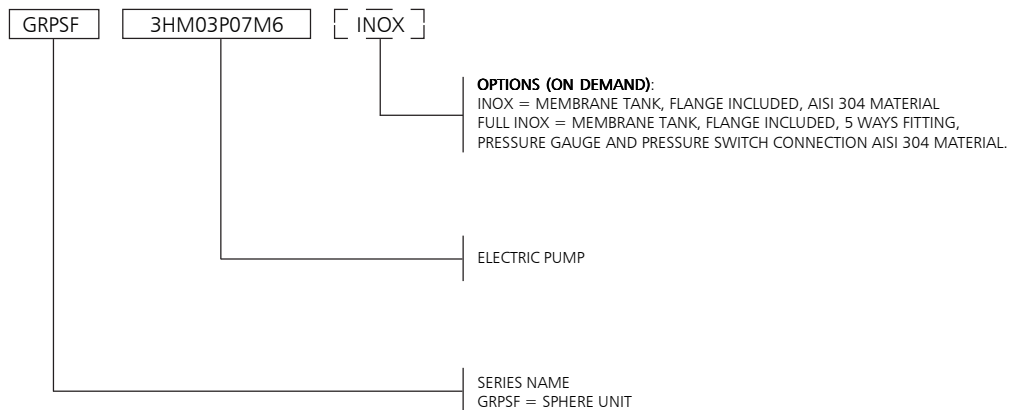 GRPSF 3HM03P07M6 INOX
OPTIONS (ON DEMAND):
INOX = MEMBRANE TANK, FLANGE INCLUDED, AISI 304 MATERIAL
FULL INOX = MEMBRANE TANK, FLANGE INCLUDED, 5 WAYS FITTING,
PRESSURE GAUGE AND PRESSURE SWITCH CONNECTION AISI 304 MATERIAL.
ELECTRIC PUMP
SERIES NAME
GRPSF = SPHERE UNIT